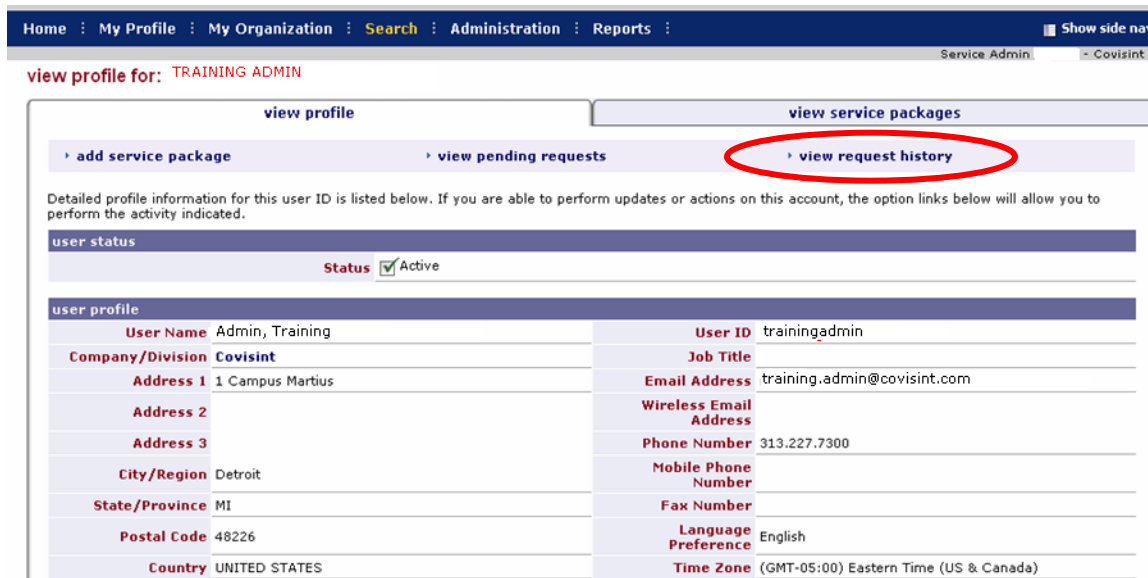 Home : My Profile : My Organization : Search : Administration : Reports :
Show side nav
Service Admin - Covisint
view profile for: TRAINING ADMIN
view profile
view service packages
add service package
view pending requests
view request history
Detailed profile information for this user ID is listed below. If you are able to perform updates or actions on this account, the option links below will allow you to
perform the activity indicated.
user status
Status Active
user profile
User Name Admin, Training
User ID trainingadmin
Company/Division Covisint
Job Title
Address 1 1 Campus Martius
Email Address training.admin@covisint.com
Address 2
Wireless Email
Address
Address 3
Phone Number 313.227.7300
City/Region Detroit
Mobile Phone
Number
State/Province MI
Fax Number
Postal Code 48226
Language
Preference English
Country UNITED STATES
Time Zone (GMT-05:00) Eastern Time (US & Canada)